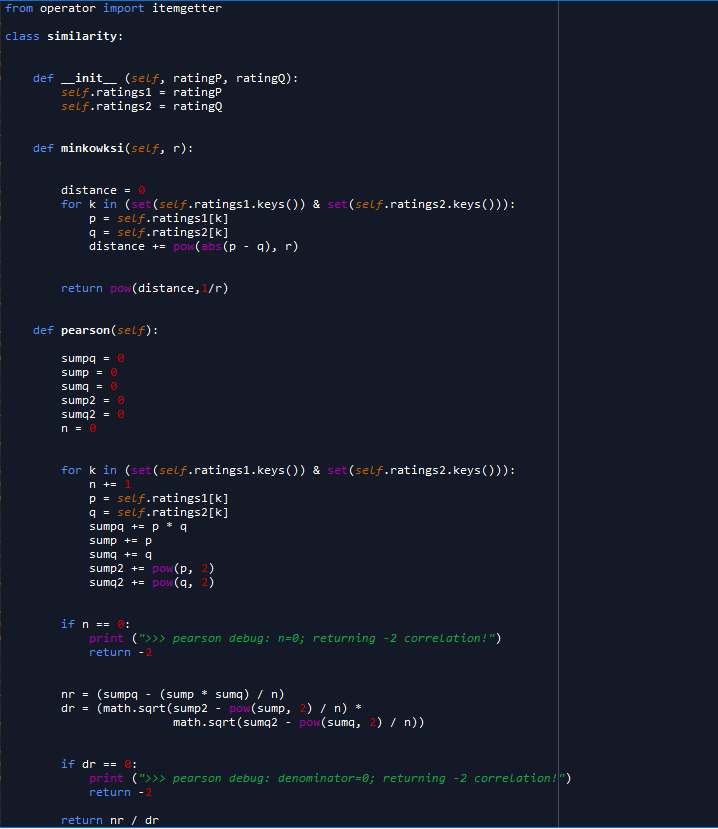 from operator import itemgetter
class similarity:
    def __init__ (self, ratingP, ratingQ):
        self.ratings1 = ratingP
        self.ratings2 = ratingQ
    def minkowksi(self, r):
        distance = 0
        for k in (set(self.ratings1.keys()) & set(self.ratings2.keys())):
            p = self.ratings1[k]
            q = self.ratings2[k]
            distance += pow(abs(p - q), r)
        return pow(distance,1/r)
    def pearson(self):
        sumpq = 0
        sump = 0
        sumq = 0
        sump2 = 0
        sumq2 = 0
        n = 0
        for k in (set(self.ratings1.keys()) & set(self.ratings2.keys())):
            n += 1
            p = self.ratings1[k]
            q = self.ratings2[k]
            sumpq += p * q
            sump += p
            sumq += q
            sump2 += pow(p, 2)
            sumq2 += pow(q, 2)
        if n == 0:
            print (">>> pearson debug: n=0; returning -2 correlation!")
            return -2
        nr = (sumpq - (sump * sumq) / n)
        dr = (math.sqrt(sump2 - pow(sump, 2) / n) *
                        math.sqrt(sumq2 - pow(sumq, 2) / n))
        if dr == 0:
            print (">>> pearson debug: denominator=0; returning -2 correlation!")
            return -2
        return nr / dr